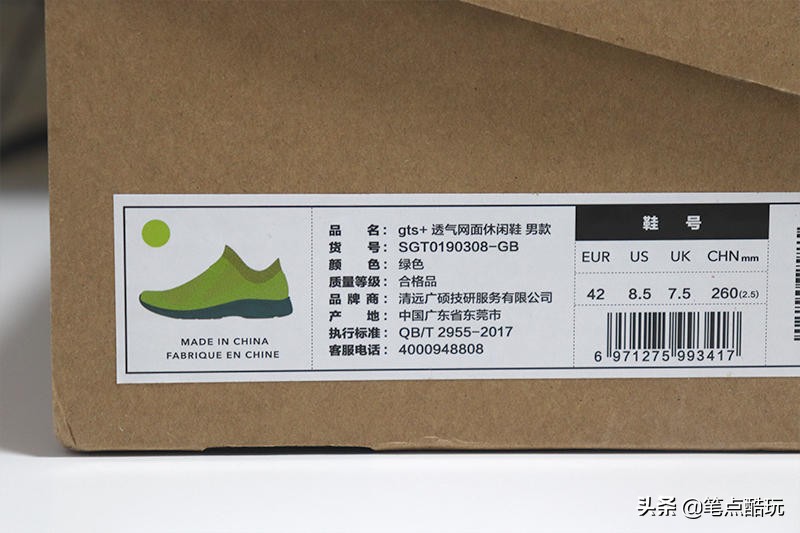 品 名： gts+ 透气网面休闲鞋 男款
货 号： SGT0190308-GB
颜 色： 绿色
质量等级： 合格品
品 牌 商： 清远广硕技研服务有限公司
产 地： 中国广东省东莞市
执行标准： QB/T 2955-2017
客服电话： 4000948808
MADE IN CHINA
FABRIQUE EN CHINE
鞋 号
EUR US UK CHN mm
42 8.5 7.5 260(2.5)
6 971275 993417
头条 @笔点酷玩